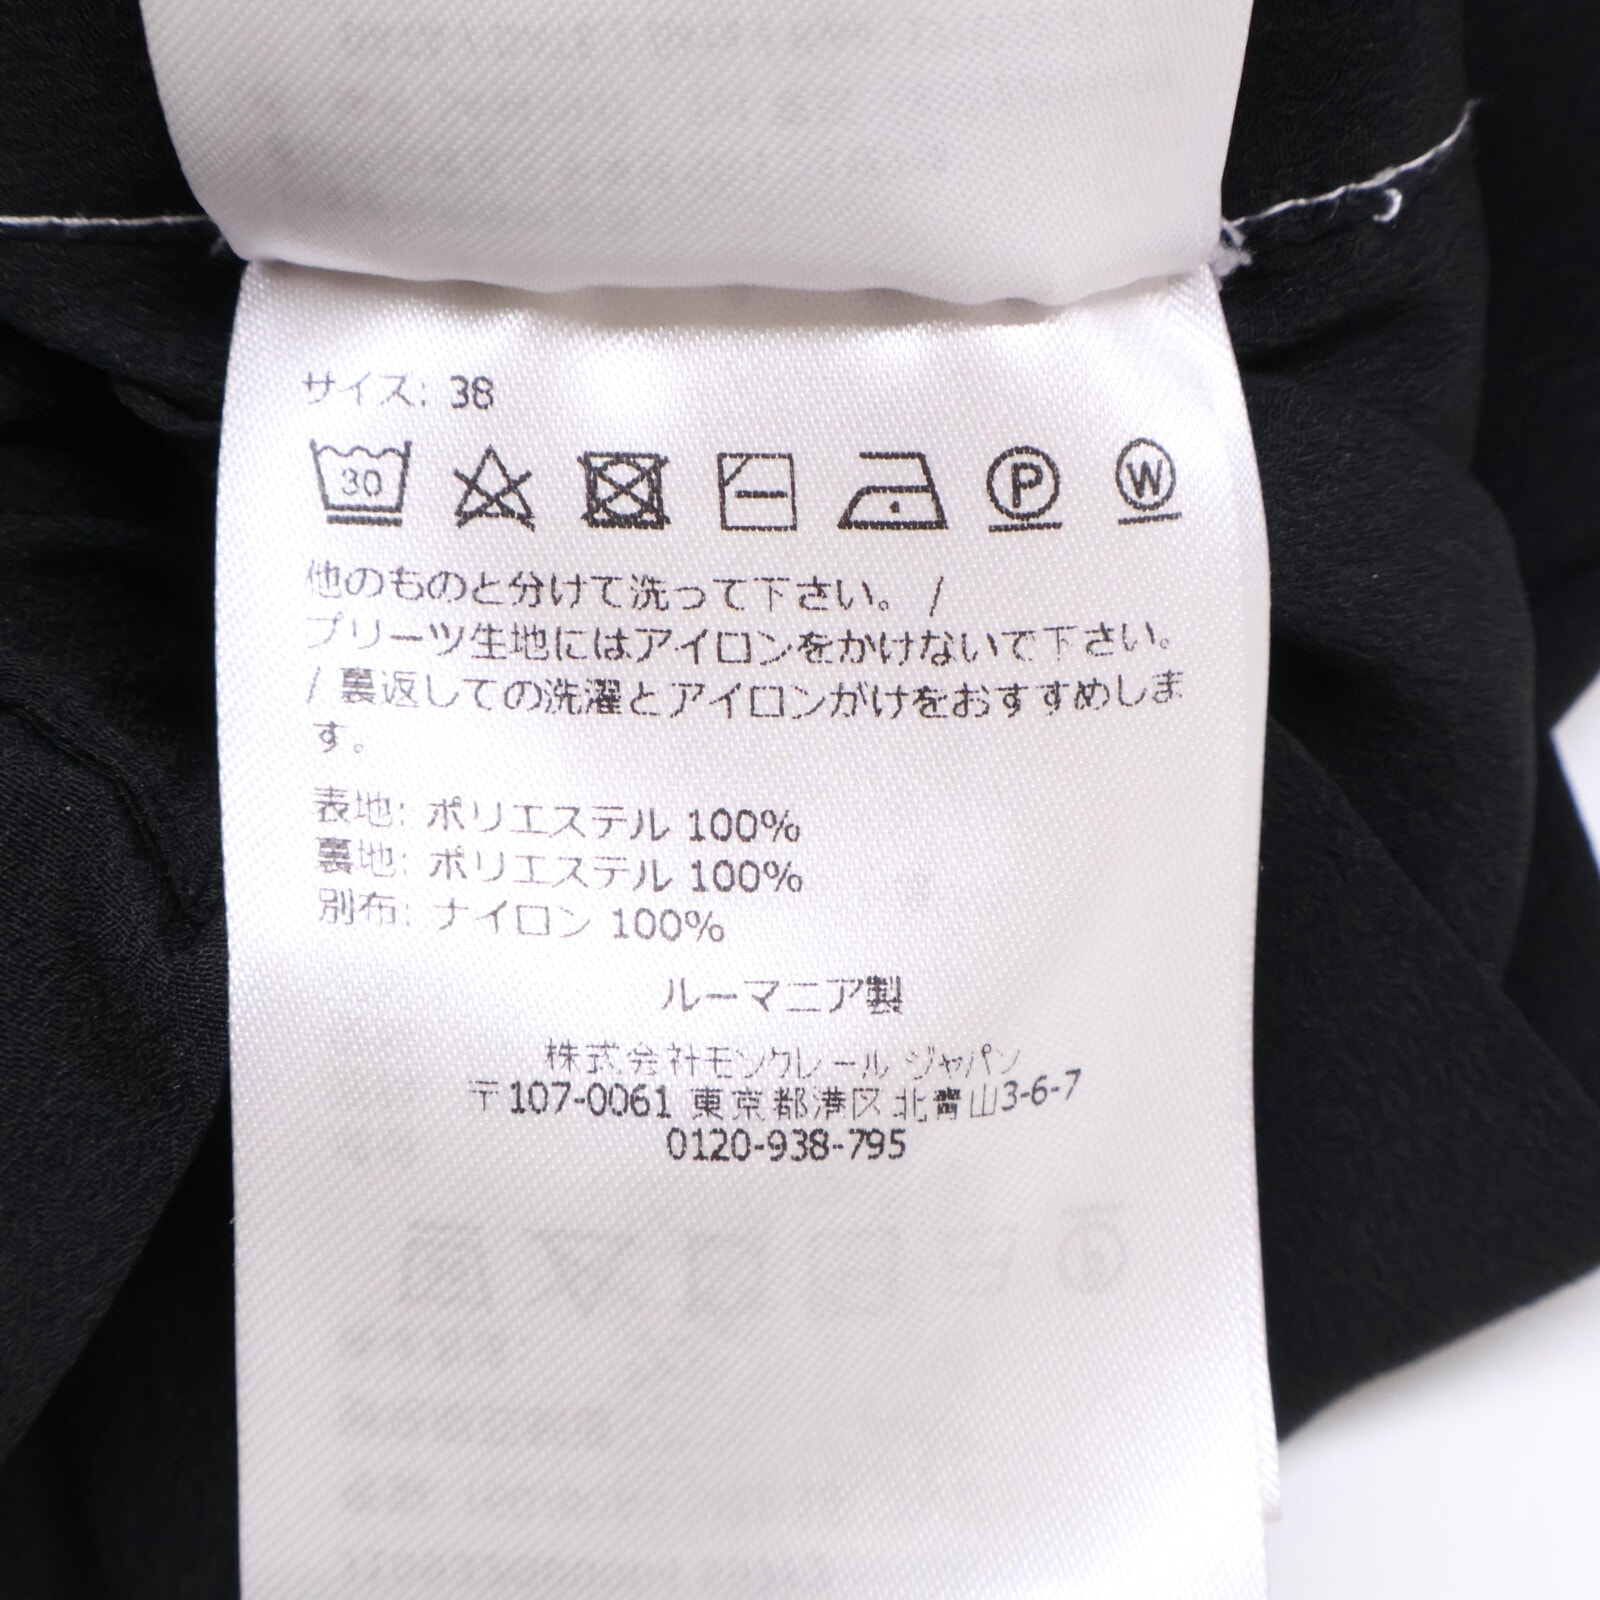 サイズ: 38
30
P
W
他のものと分けて洗って下さい。 /
プリーツ生地にはアイロンをかけないで下さい。
/ 裏返しての洗濯とアイロンがけをおすすめしま
す。
表地: ポリエステル 100%
裏地: ポリエステル 100%
別布: ナイロン 100%
ルーマニア製
株式会社モンクレール ジャパン
〒107-0061 東京都港区 北青山3-6-7
0120-938-795